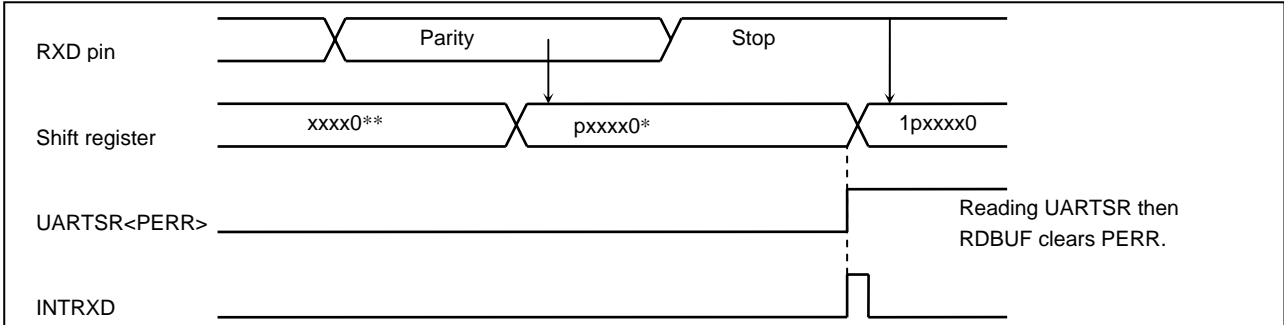 RXD pin
Parity
Stop
Shift register
xxxx0**
pxxxx0*
1pxxxx0
UARTSR<PERR>
Reading UARTSR then
RDBUF clears PERR.
INTRXD